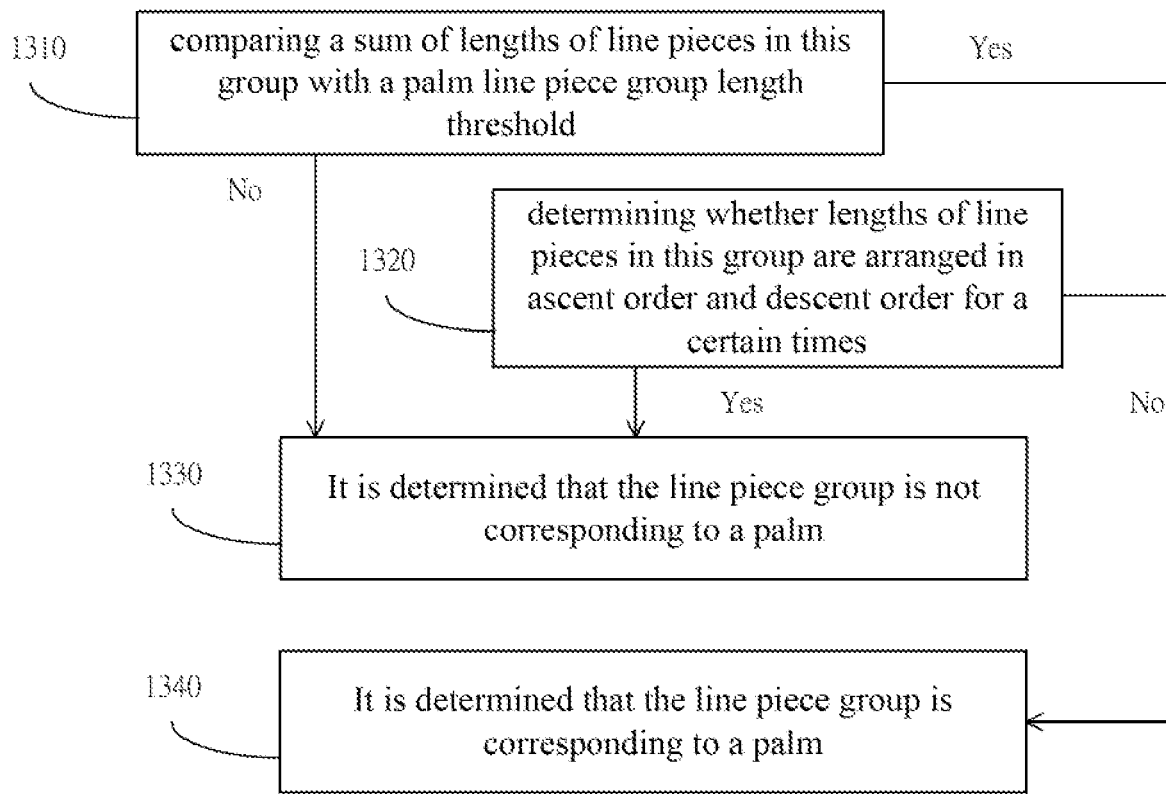 1310
comparing a sum of lengths of line pieces in this
group with a palm line piece group length
threshold
Yes
No
1320
determining whether lengths of line
pieces in this group are arranged in
ascent order and descent order for a
certain times
Yes
No
1330
It is determined that the line piece group is not
corresponding to a palm
1340
It is determined that the line piece group is
corresponding to a palm